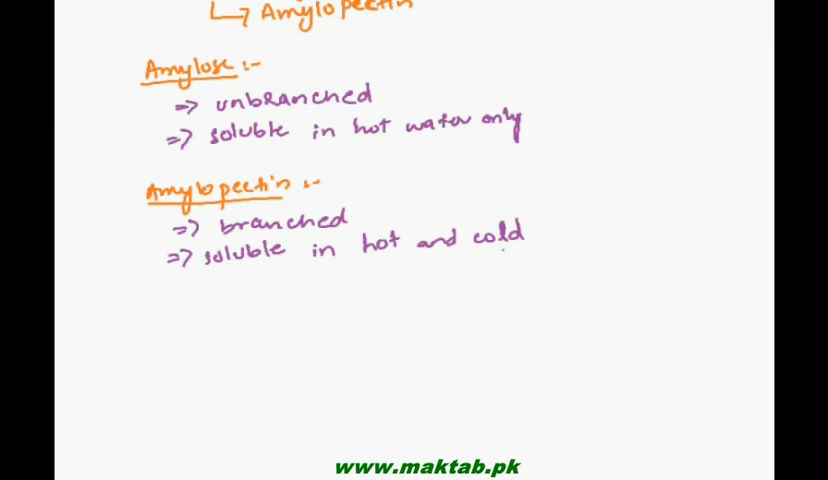 Amylopectin
Amylose :-
=> unbranched
=> soluble in hot water only
Amylopectin :-
=> branched
=> soluble in hot and cold
www.maktab.pk